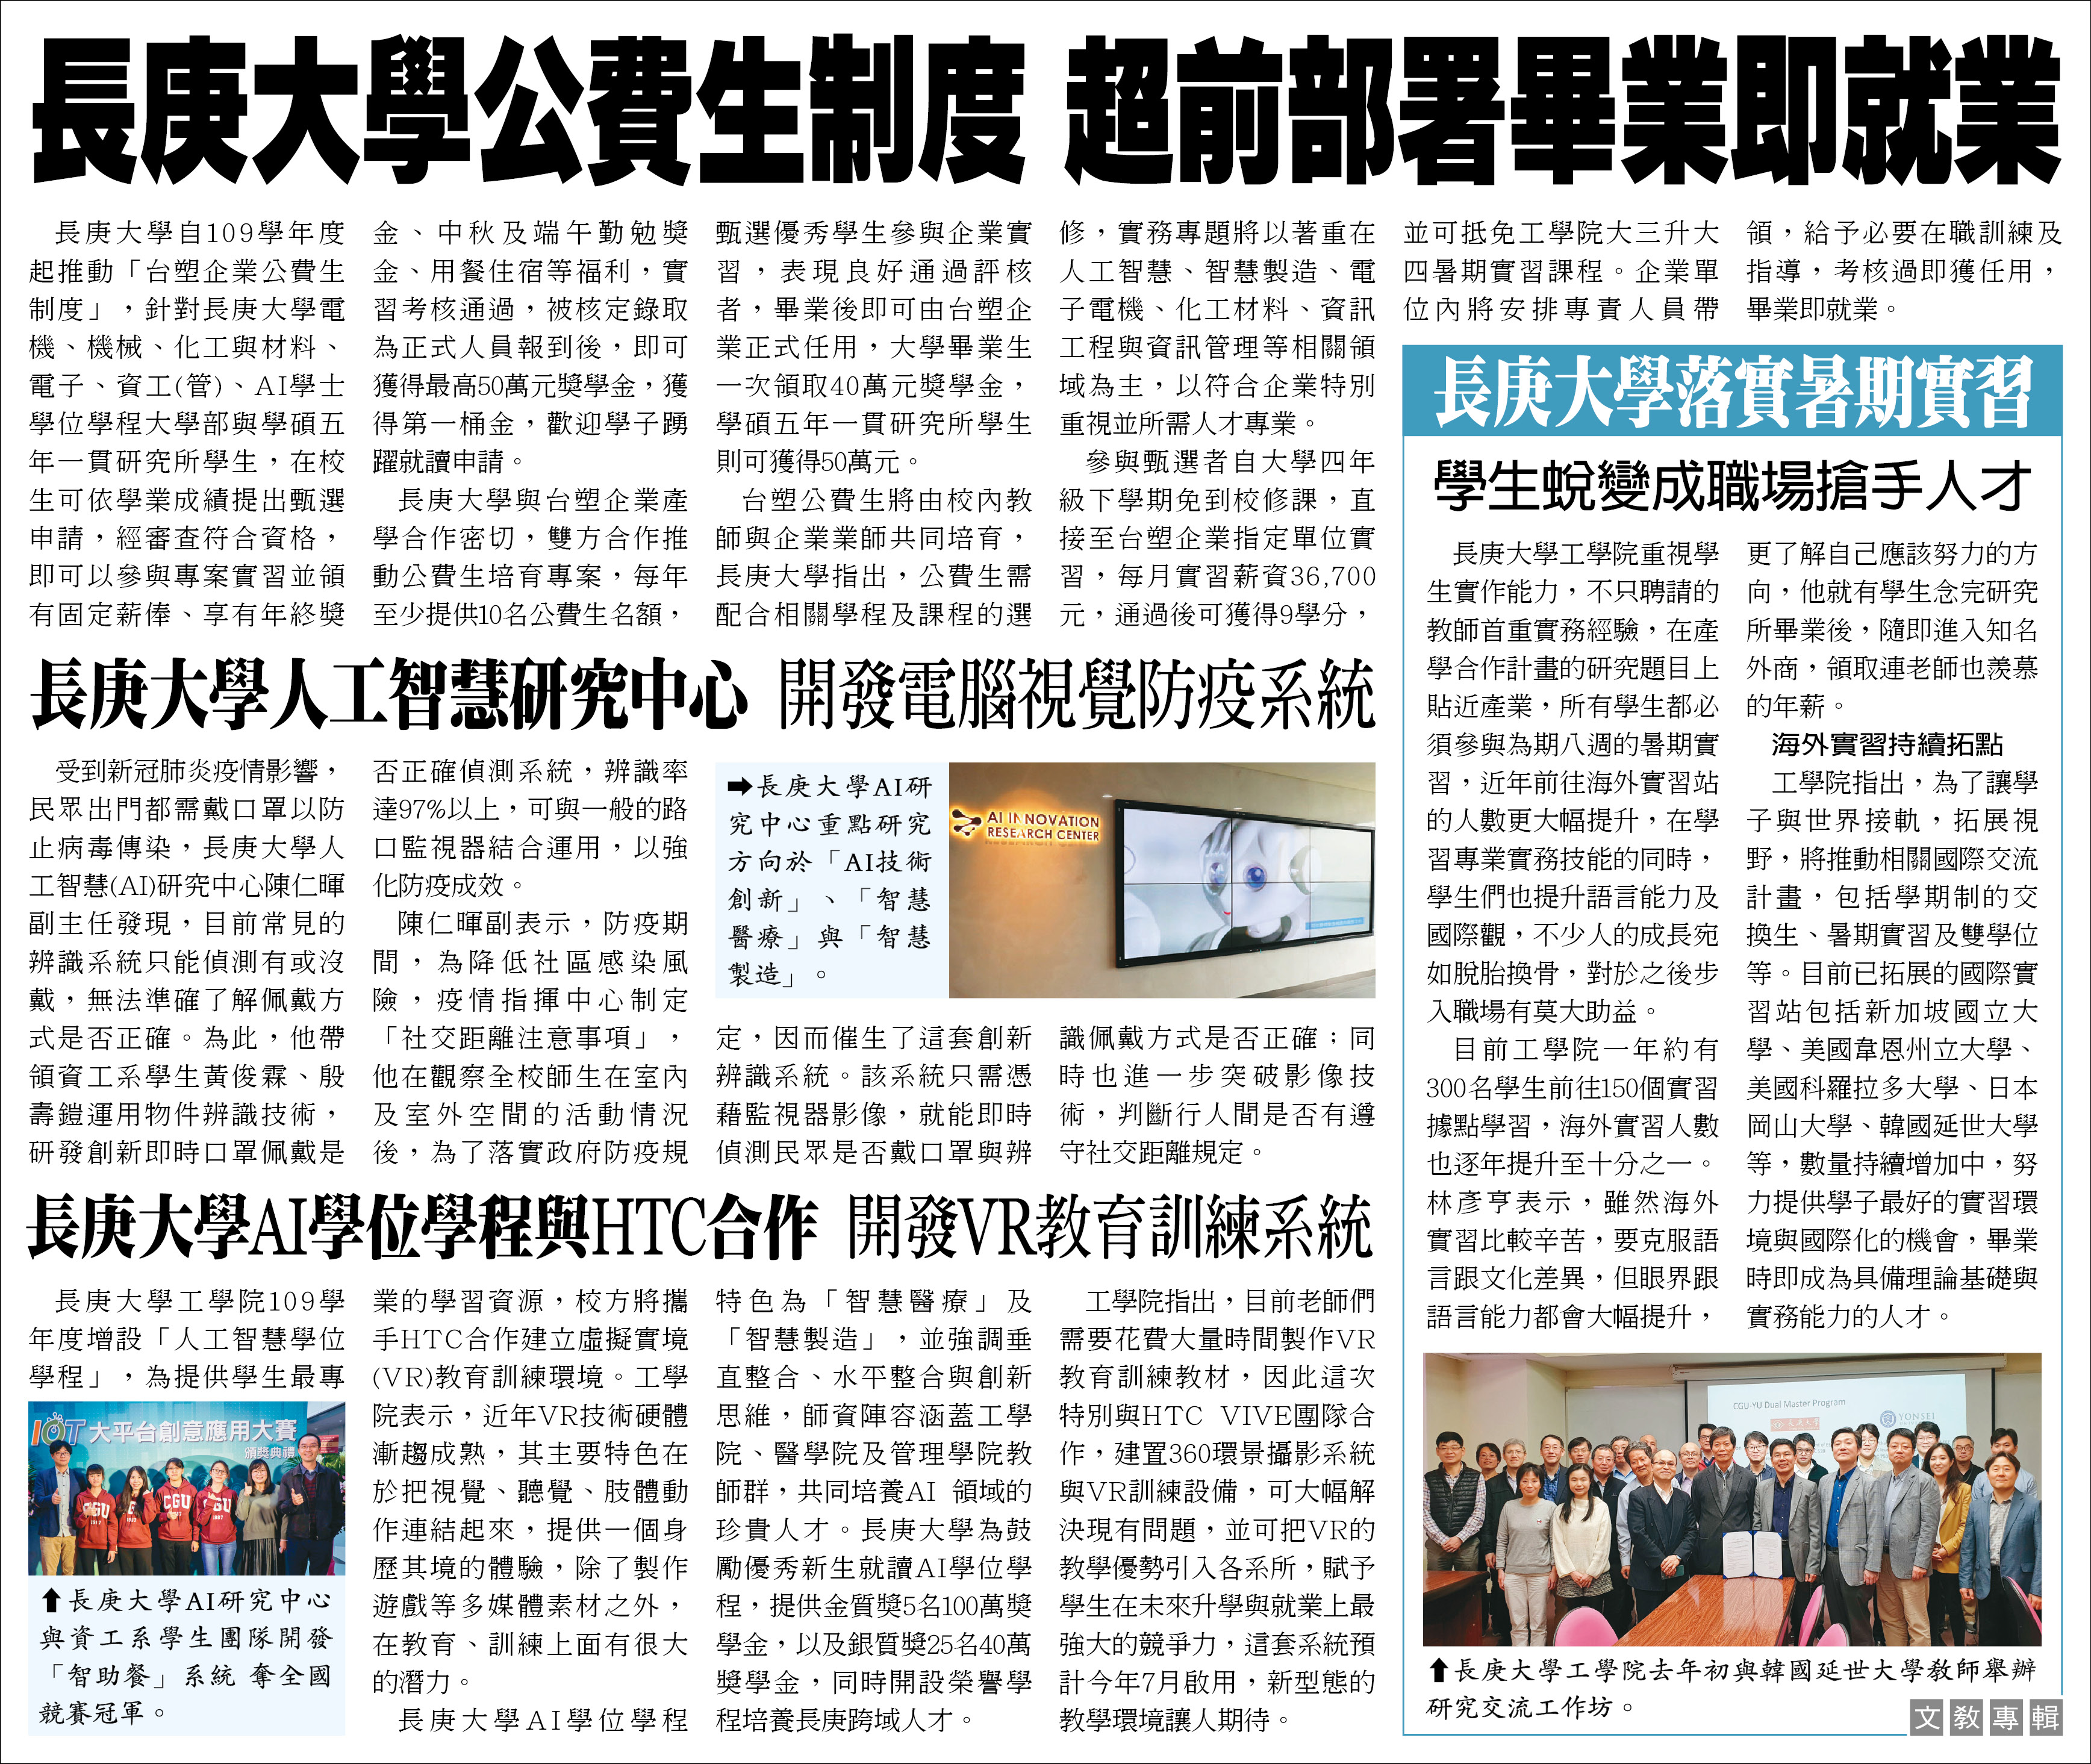 長庚大學公費生制度 超前部署畢業即就業
長庚大學自109學年度
起推動「台塑企業公費生
制度」，針對長庚大學電
機、機械、化工與材料、
電子、資工(管)、AI學士
學位學程大學部與學碩五
年一貫研究所學生，在校
生可依學業成績提出甄選
申請，經審查符合資格，
即可以參與專案實習並領
有固定薪俸、享有年終獎
金、中秋及端午勤勉獎
金、用餐住宿等福利，實
習考核通過，被核定錄取
為正式人員報到後，即可
獲得最高50萬元獎學金，獲
得第一桶金，歡迎學子踴
躍就讀申請。
長庚大學與台塑企業產
學合作密切，雙方合作推
動公費生培育專案，每年
至少提供10名公費生名額，
甄選優秀學生參與企業實
習，表現良好通過評核
者，畢業後即可由台塑企
業正式任用，大學畢業生
一次領取40萬元獎學金，
學碩五年一貫研究所學生
則可獲得50萬元。
台塑公費生將由校內教
師與企業業師共同培育，
長庚大學指出，公費生需
配合相關學程及課程的選
修，實務專題將以著重在
人工智慧、智慧製造、電
子電機、化工材料、資訊
工程與資訊管理等相關領
域為主，以符合企業特別
重視並所需人才專業。
參與甄選者自大學四年
級下學期免到校修課，直
接至台塑企業指定單位實
習，每月實習薪資36,700
元，通過後可獲得9學分，
並可抵免工學院大三升大
四暑期實習課程。企業單
位內將安排專責人員帶
領，給予必要在職訓練及
指導，考核過即獲任用，
畢業即就業。
長庚大學人工智慧研究中心 開發電腦視覺防疫系統
受到新冠肺炎疫情影響，
民眾出門都需戴口罩以防
止病毒傳染，長庚大學人
工智慧(AI)研究中心陳仁暉
副主任發現，目前常見的
辨識系統只能偵測有或沒
戴，無法準確了解佩戴方
式是否正確。為此，他帶
領資工系學生黃俊霖、殷
壽鎧運用物件辨識技術，
研發創新即時口罩佩戴是
否正確偵測系統，辨識率
達97%以上，可與一般的路
口監視器結合運用，以強
化防疫成效。
陳仁暉副表示，防疫期
間，為降低社區感染風
險，疫情指揮中心制定
「社交距離注意事項」，
他在觀察全校師生在室內
及室外空間的活動情況
後，為了落實政府防疫規
➡長庚大學AI研
究中心重點研究
方向於「AI技術
創新」、「智慧
醫療」與「智慧
製造」。
AI INNOVATION
RESEARCH CENTER
定，因而催生了這套創新
辨識系統。該系統只需憑
藉監視器影像，就能即時
偵測民眾是否戴口罩與辨
識佩戴方式是否正確；同
時也進一步突破影像技
術，判斷行人間是否有遵
守社交距離規定。
長庚大學AI學位學程與HTC合作 開發VR教育訓練系統
長庚大學工學院109學
年度增設「人工智慧學位
學程」，為提供學生最專
IOT大平台創意應用大賽
頒獎典禮
CGU
⬆長庚大學AI研究中心
與資工系學生團隊開發
「智助餐」系統 奪全國
競賽冠軍。
業的學習資源，校方將攜
手HTC合作建立虛擬實境
(VR)教育訓練環境。工學
院表示，近年VR技術硬體
漸趨成熟，其主要特色在
於把視覺、聽覺、肢體動
作連結起來，提供一個身
歷其境的體驗，除了製作
遊戲等多媒體素材之外，
在教育、訓練上面有很大
的潛力。
長庚大學AI學位學程
特色為「智慧醫療」及
「智慧製造」，並強調垂
直整合、水平整合與創新
思維，師資陣容涵蓋工學
院、醫學院及管理學院教
師群，共同培養AI 領域的
珍貴人才。長庚大學為鼓
勵優秀新生就讀AI學位學
程，提供金質獎5名100萬獎
學金，以及銀質獎25名40萬
獎學金，同時開設榮譽學
程培養長庚跨域人才。
工學院指出，目前老師們
需要花費大量時間製作VR
教育訓練教材，因此這次
特別與HTC VIVE團隊合
作，建置360環景攝影系統
與VR訓練設備，可大幅解
決現有問題，並可把VR的
教學優勢引入各系所，賦予
學生在未來升學與就業上最
強大的競爭力，這套系統預
計今年7月啟用，新型態的
教學環境讓人期待。
長庚大學落實暑期實習
學生蛻變成職場搶手人才
長庚大學工學院重視學
生實作能力，不只聘請的
教師首重實務經驗，在產
學合作計畫的研究題目上
貼近產業，所有學生都必
須參與為期八週的暑期實
習，近年前往海外實習站
的人數更大幅提升，在學
習專業實務技能的同時，
學生們也提升語言能力及
國際觀，不少人的成長宛
如脫胎換骨，對於之後步
入職場有莫大助益。
目前工學院一年約有
300名學生前往150個實習
據點學習，海外實習人數
也逐年提升至十分之一。
林彥亨表示，雖然海外
實習比較辛苦，要克服語
言跟文化差異，但眼界跟
語言能力都會大幅提升，
更了解自己應該努力的方
向，他就有學生念完研究
所畢業後，隨即進入知名
外商，領取連老師也羨慕
的年薪。
海外實習持續拓點
工學院指出，為了讓學
子與世界接軌，拓展視
野，將推動相關國際交流
計畫，包括學期制的交
換生、暑期實習及雙學位
等。目前已拓展的國際實
習站包括新加坡國立大
學、美國韋恩州立大學、
美國科羅拉多大學、日本
岡山大學、韓國延世大學
等，數量持續增加中，努
力提供學子最好的實習環
境與國際化的機會，畢業
時即成為具備理論基礎與
實務能力的人才。
CGU-YU Dual Master Program
YONSEI
⬆長庚大學工學院去年初與韓國延世大學教師舉辦
研究交流工作坊。
文教專輯